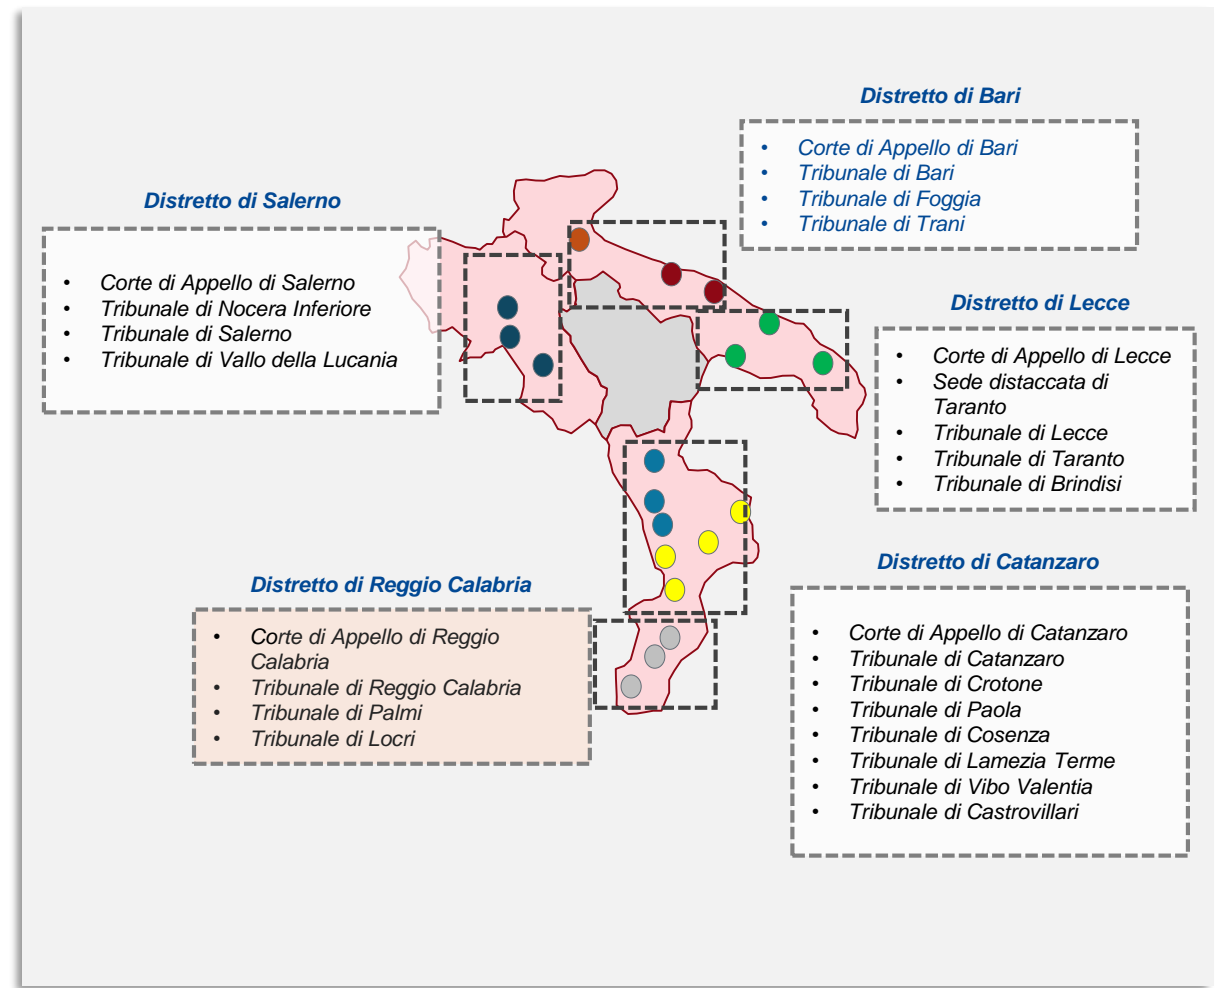 Distretto di Bari
• Corte di Appello di Bari
• Tribunale di Bari
• Tribunale di Foggia
• Tribunale di Trani
Distretto di Salerno
• Corte di Appello di Salerno
• Tribunale di Nocera Inferiore
• Tribunale di Salerno
• Tribunale di Vallo della Lucania
Distretto di Lecce
• Corte di Appello di Lecce
• Sede distaccata di
Taranto
• Tribunale di Lecce
• Tribunale di Taranto
• Tribunale di Brindisi
Distretto di Reggio Calabria
• Corte di Appello di Reggio
Calabria
• Tribunale di Reggio Calabria
• Tribunale di Palmi
• Tribunale di Locri
Distretto di Catanzaro
• Corte di Appello di Catanzaro
• Tribunale di Catanzaro
• Tribunale di Crotone
• Tribunale di Paola
• Tribunale di Cosenza
• Tribunale di Lamezia Terme
• Tribunale di Vibo Valentia
• Tribunale di Castrovillari